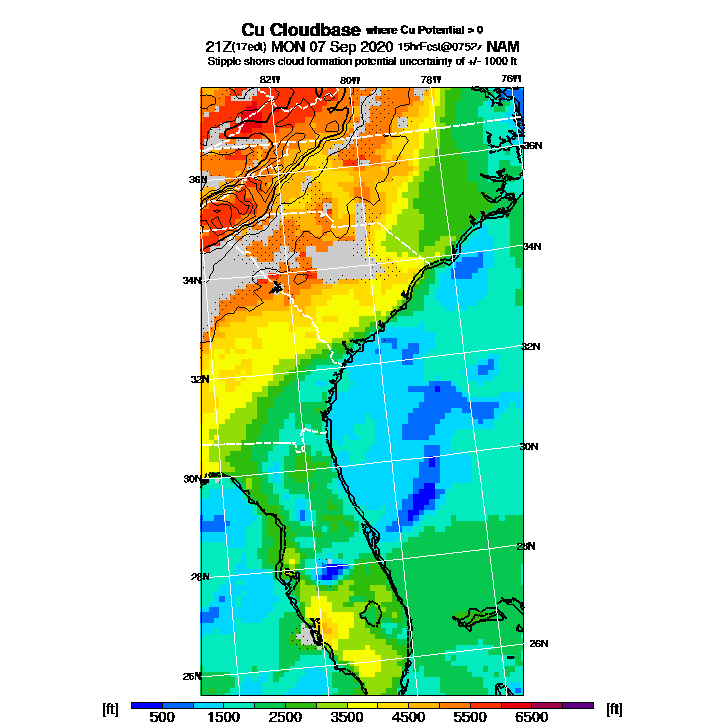 Cu Cloudbase where Cu Potential > 0
21Z(17edt) MON 07 Sep 2020 15hrFcst@0752z NAM
Stipple shows cloud formation potential uncertainty of +/- 1000 ft
82W 80W 78W 76W
36N
36N
34N
34N
32N
32N
30N
30N
28N
28N
26N
26N
[ft] 500 1500 2500 3500 4500 5500 6500 [ft]